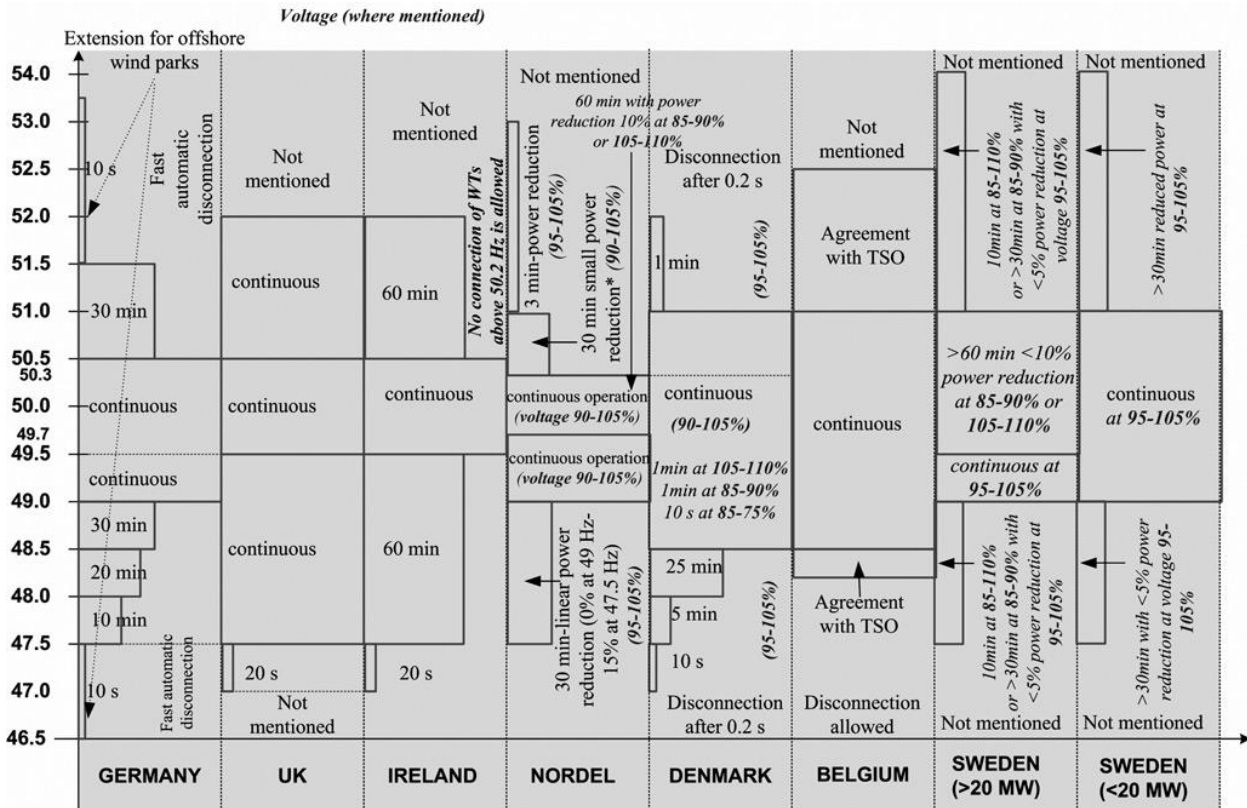 Voltage (where mentioned)
Extension for offshore
wind parks
54.0
53.0
52.5
52.0
51.5
51.0
50.5
50.3
50.0
49.7
49.5
49.0
48.5
48.0
47.5
47.0
46.5
10 s
Fast
automatic
disconnection
30 min
continuous
continuous
30 min
20 min
10 min
10 s
Fast automatic
disconnection
GERMANY
Not
mentioned
continuous
continuous
continuous
20 s
Not
mentioned
UK
Not
mentioned
60 min
No connection of WTs
above 50.2 Hz is allowed
continuous
60 min
20 s
IRELAND
Not mentioned
60 min with power
reduction 10% at 85-90%
or 105-110%
3 min-power reduction
(95-105%)
30 min small power
reduction* (90-105%)
continuous operation
(voltage 90-105%)
continuous operation
(voltage 90-105%)
30 min-linear power
reduction (0% at 49 Hz-
15% at 47.5 Hz)
(95-105%)
NORDEL
Disconnection
after 0.2 s
1 min
(95-105%)
continuous
(90-105%)
1min at 105-110%
1min at 85-90%
10 s at 85-75%
25 min
5 min
10 s
(95-105%)
Disconnection
after 0.2 s
DENMARK
Not
mentioned
Agreement
with TSO
continuous
Agreement
with TSO
Disconnection
allowed
BELGIUM
Not mentioned
10min at 85-110%
or >30min at 85-90% with
<5% power reduction at
voltage 95-105%
>60 min <10%
power reduction
at 85-90% or
105-110%
continuous at
95-105%
10min at 85-110%
or >30min at 85-90% with
<5% power reduction at
95-105%
Not mentioned
SWEDEN
(>20 MW)
Not mentioned
>30min reduced power at
95-105%
continuous
at 95-105%
>30min with <5% power
reduction at voltage 95-
105%
Not mentioned
SWEDEN
(<20 MW)